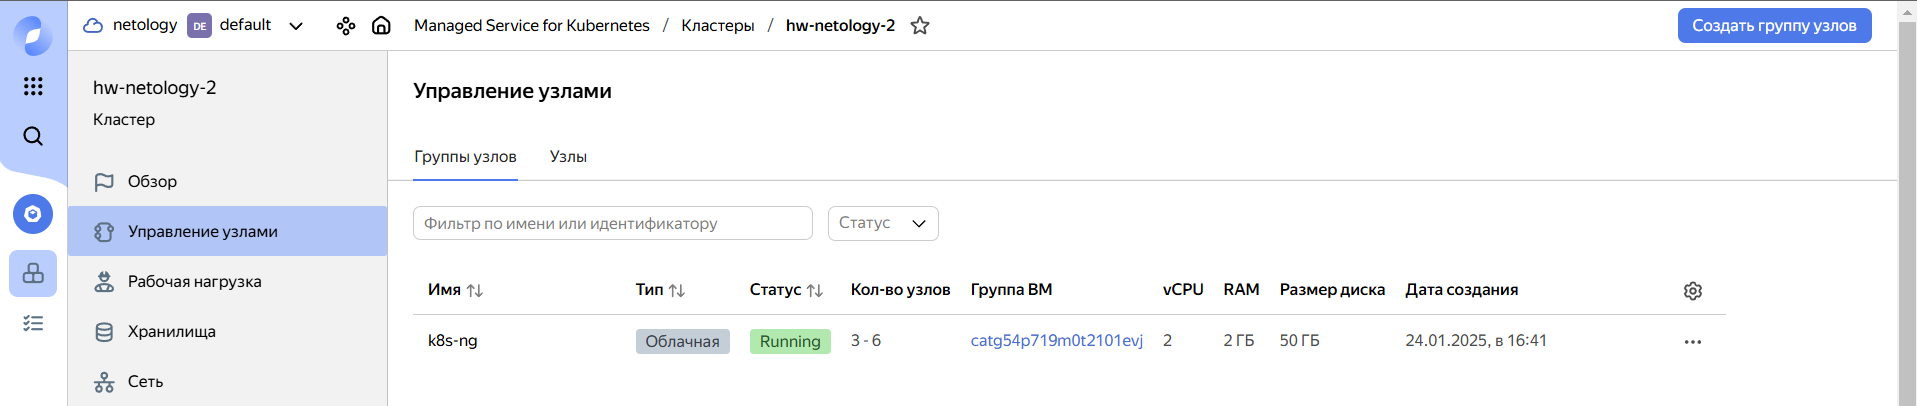 netology DE default Managed Service for Kubernetes / Кластеры / hw-netology-2 Создать группу узлов
hw-netology-2
Кластер
Обзор
Управление узлами
Рабочая нагрузка
Хранилища
Сеть
Управление узлами
Группы узлов Узлы
Фильтр по имени или идентификатору Статус
Имя Тип Статус Кол-во узлов Группа ВМ vCPU RAM Размер диска Дата создания
k8s-ng Облачная Running 3 - 6 catg54p719m0t2101evj 2 2 ГБ 50 ГБ 24.01.2025, в 16:41